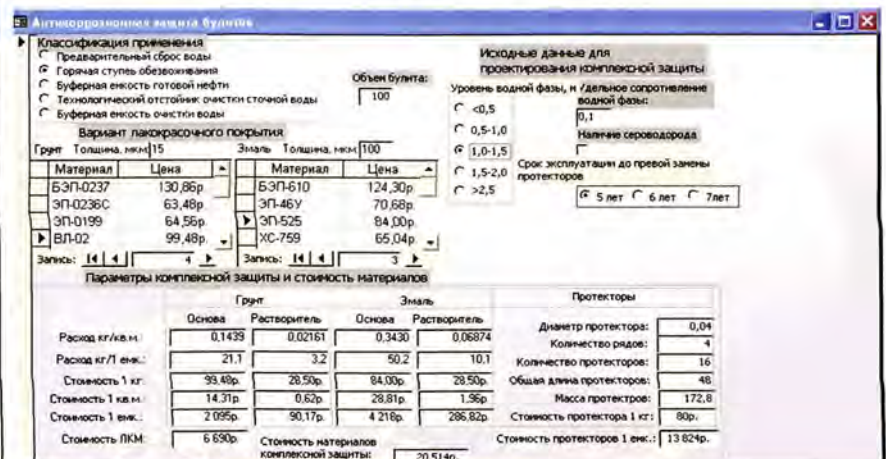 Антикоррозионная защита булитов
Классификация применения
Предварительный сброс воды
Горячая ступеь обезвоживания
Буферная енкость готовой нефти
Технологический отстойник очистки сточной воды
Буферная енкость очистки воды
Объен булита:
100
Исходные данные для
проектирования комплексной защиты
Уровень водной фазы, м
<0,5
0,5-1,0
1,0-1,5
1,5-2,0
>2,5
Удельное сопротивление
водной фазы:
0,1
Наличие сероводорода
Срок эксплуатации до превой замены
протекторов
5 лет 6 лет 7лет
Вариант лакокрасочного покрытия
Грунт Толщина, мкм 15 Эмаль Толщина, мкм 100
Материал Цена
БЭП-0237 130,86р.
ЭП-0236С 63,48р.
ЭП-0199 64,56р.
ВЛ-02 99,48р.
Запись: 4
Материал Цена
БЭП-610 124,30р.
ЭП-46У 70,68р.
ЭП-525 84,00р.
ХС-759 65,04р.
Запись: 3
Параметры комплексной защиты и стоимость материалов
Грунт Эмаль
Основа Растворитель Основа Растворитель
Расход кг/кв.м.: 0,1439 0,02161 0,3430 0,06874
Расход кг/1 емк.: 21,1 3,2 50,2 10,1
Стоимость 1 кг: 99,48р. 28,50р. 84,00р. 28,50р.
Стоимость 1 кв.м.: 14,31р. 0,62р. 28,81р. 1,96р.
Стоимость 1 емк.: 2 095р. 90,17р. 4 218р. 286,82р.
Стоимость ЛКМ: 6 690р.
Стоиность натериалов
комплексной защиты: 20 514р.
Протекторы
Дианетр протектора: 0,04
Количество рядов: 4
Количество протекторов: 16
Общая длина протекторов: 48
Масса протектров: 172,8
Стоиность протектора 1 кг: 80р.
Стоиность протекторов 1 енк.: 13 824р.